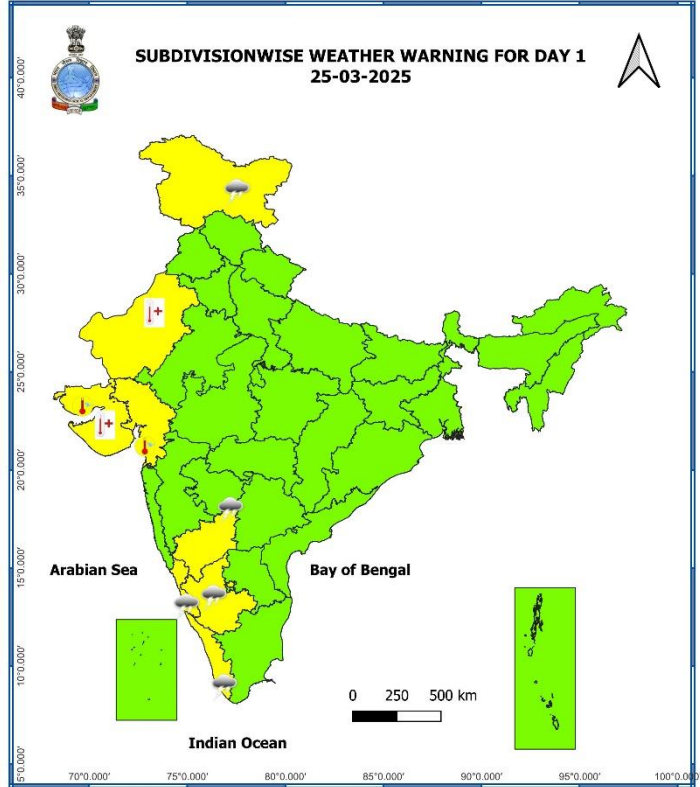 SUBDIVISIONWISE WEATHER WARNING FOR DAY 1
25-03-2025
40°0.000'
35°0.000'
30°0.000'
25°0.000'
20°0.000'
15°0.000'
10°0.000'
5°0.000'
Arabian Sea
Bay of Bengal
0 250 500 km
Indian Ocean
70°0.000' 75°0.000' 80°0.000' 85°0.000' 90°0.000' 95°0.000' 100°0.000'